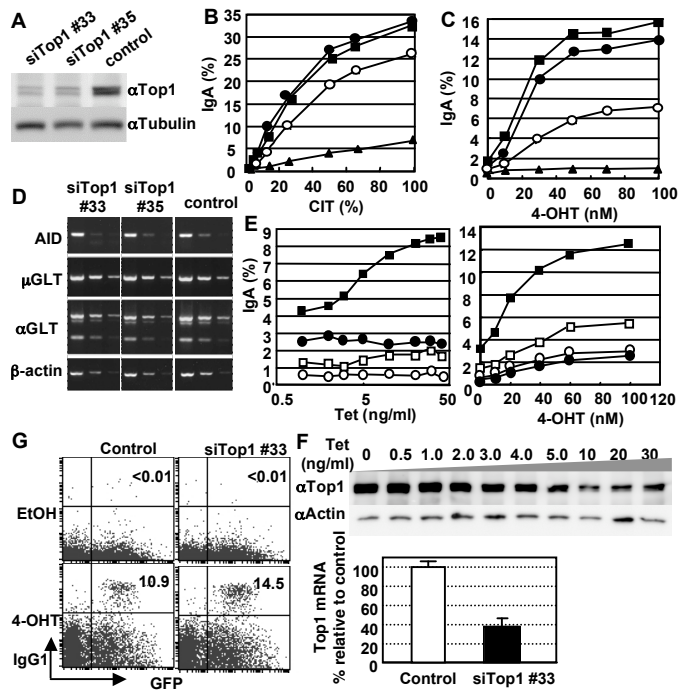 A
siTop1 #33
siTop1 #35
control
αTop1
αTubulin
B
IgA (%)
35
30
25
20
15
10
5
0
0 20 40 60 80 100
CIT (%)
C
IgA (%)
16
14
12
10
8
6
4
2
0
0 20 40 60 80 100
4-OHT (nM)
D
siTop1 #33
siTop1 #35
control
AID
μGLT
αGLT
β-actin
E
IgA (%)
9
8
7
6
5
4
3
2
1
0
0.5 5 50
Tet (ng/ml)
14
12
10
8
6
4
2
0
0 20 40 60 80 100 120
4-OHT (nM)
G
Control
siTop1 #33
<0.01
<0.01
EtOH
10.9
14.5
4-OHT
IgG1
GFP
F
Tet (ng/ml)
0 0.5 1.0 2.0 3.0 4.0 5.0 10 20 30
αTop1
αActin
Top1 mRNA
% relative to control
100
80
60
40
20
0
Control
siTop1 #33